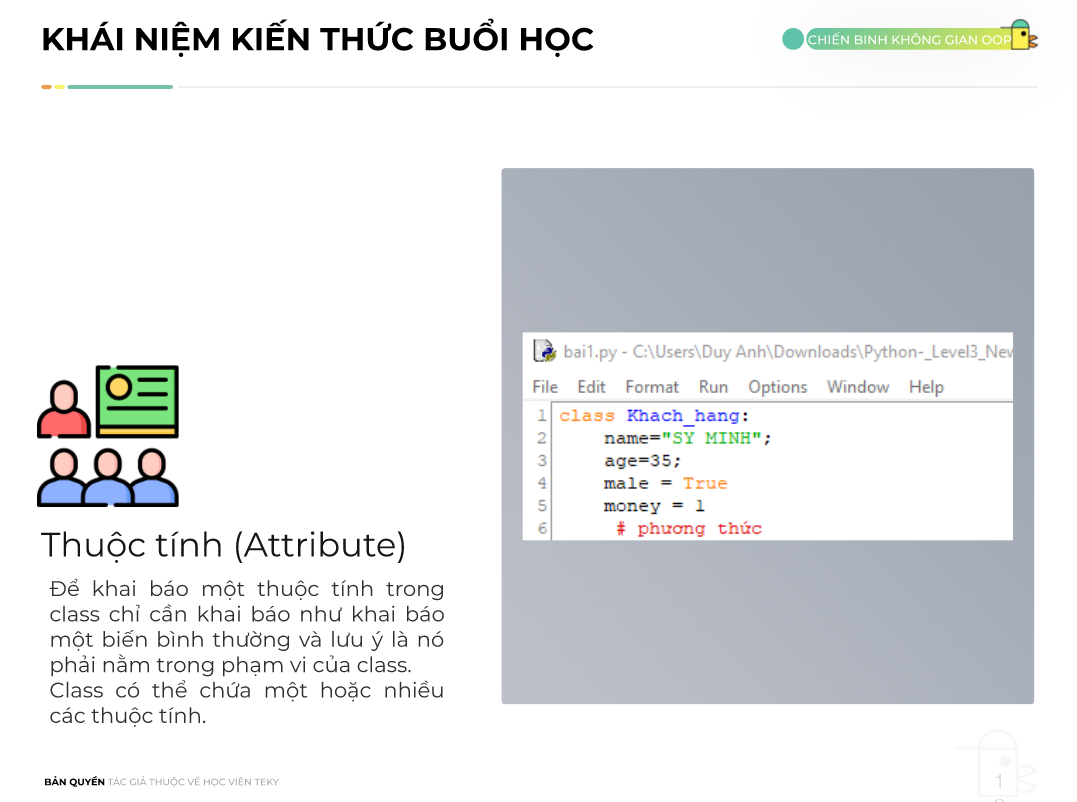 KHÁI NIỆM KIẾN THỨC BUỔI HỌC
CHIẾN BINH KHÔNG GIAN OOP
bai1.py - C:\Users\Duy Anh\Downloads\Python-_Level3_New
File Edit Format Run Options Window Help
1 class Khach_hang:
2 name="SY MINH";
3 age=35;
4 male = True
5 money = 1
6 # phương thức
Thuộc tính (Attribute)
Để khai báo một thuộc tính trong
class chỉ cần khai báo như khai báo
một biến bình thường và lưu ý là nó
phải nằm trong phạm vi của class.
Class có thể chứa một hoặc nhiều
các thuộc tính.
BẢN QUYỀN TÁC GIẢ THUỘC VỀ HỌC VIỆN TEKY
1